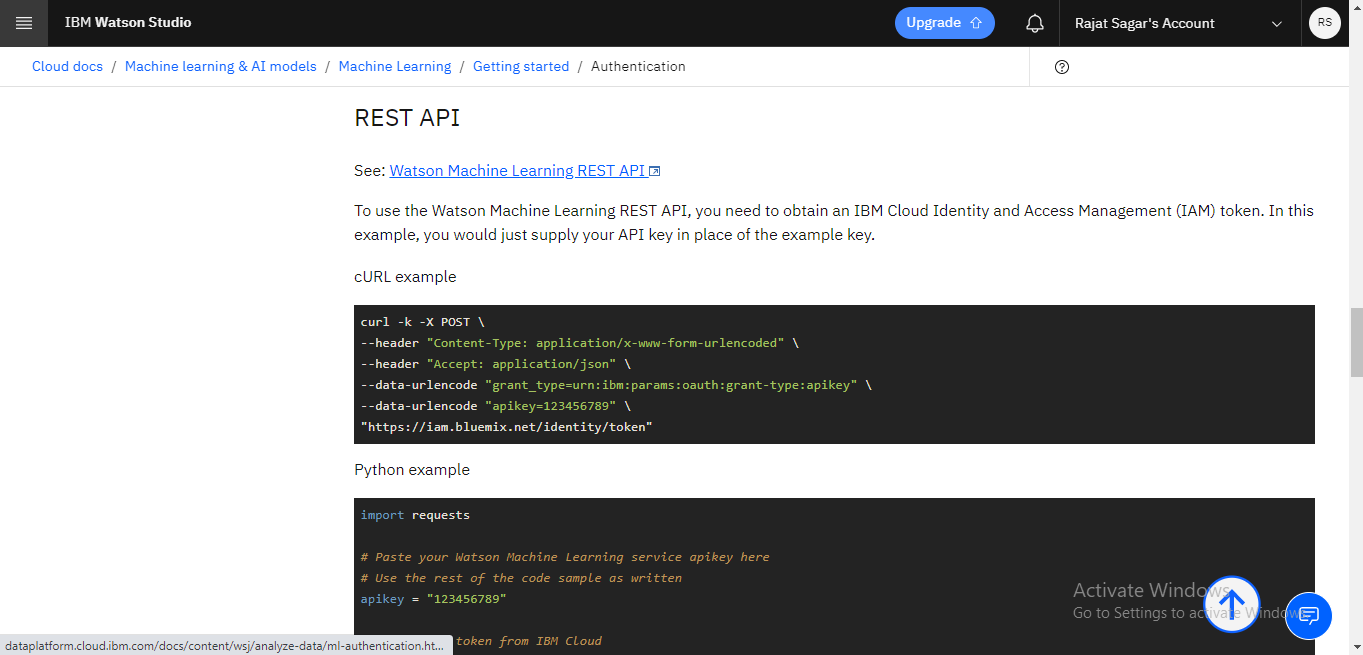 IBM Watson Studio
Upgrade
Rajat Sagar's Account
RS
Cloud docs / Machine learning & AI models / Machine Learning / Getting started / Authentication
REST API
See: Watson Machine Learning REST API
To use the Watson Machine Learning REST API, you need to obtain an IBM Cloud Identity and Access Management (IAM) token. In this
example, you would just supply your API key in place of the example key.
cURL example
curl -k -X POST \
--header "Content-Type: application/x-www-form-urlencoded" \
--header "Accept: application/json" \
--data-urlencode "grant_type=urn:ibm:params:oauth:grant-type:apikey" \
--data-urlencode "apikey=123456789" \
"https://iam.bluemix.net/identity/token"
Python example
import requests
# Paste your Watson Machine Learning service apikey here
# Use the rest of the code sample as written
apikey = "123456789"
token from IBM Cloud
Activate Windows
Go to Settings to activate Windows
dataplatform.cloud.ibm.com/docs/content/wsj/analyze-data/ml-authentication.ht...